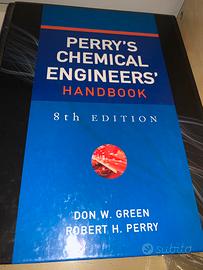 PERRY'S
CHEMICAL
ENGINEERS'
HANDBOOK
8th EDITION
DON W. GREEN
ROBERT H. PERRY
subito